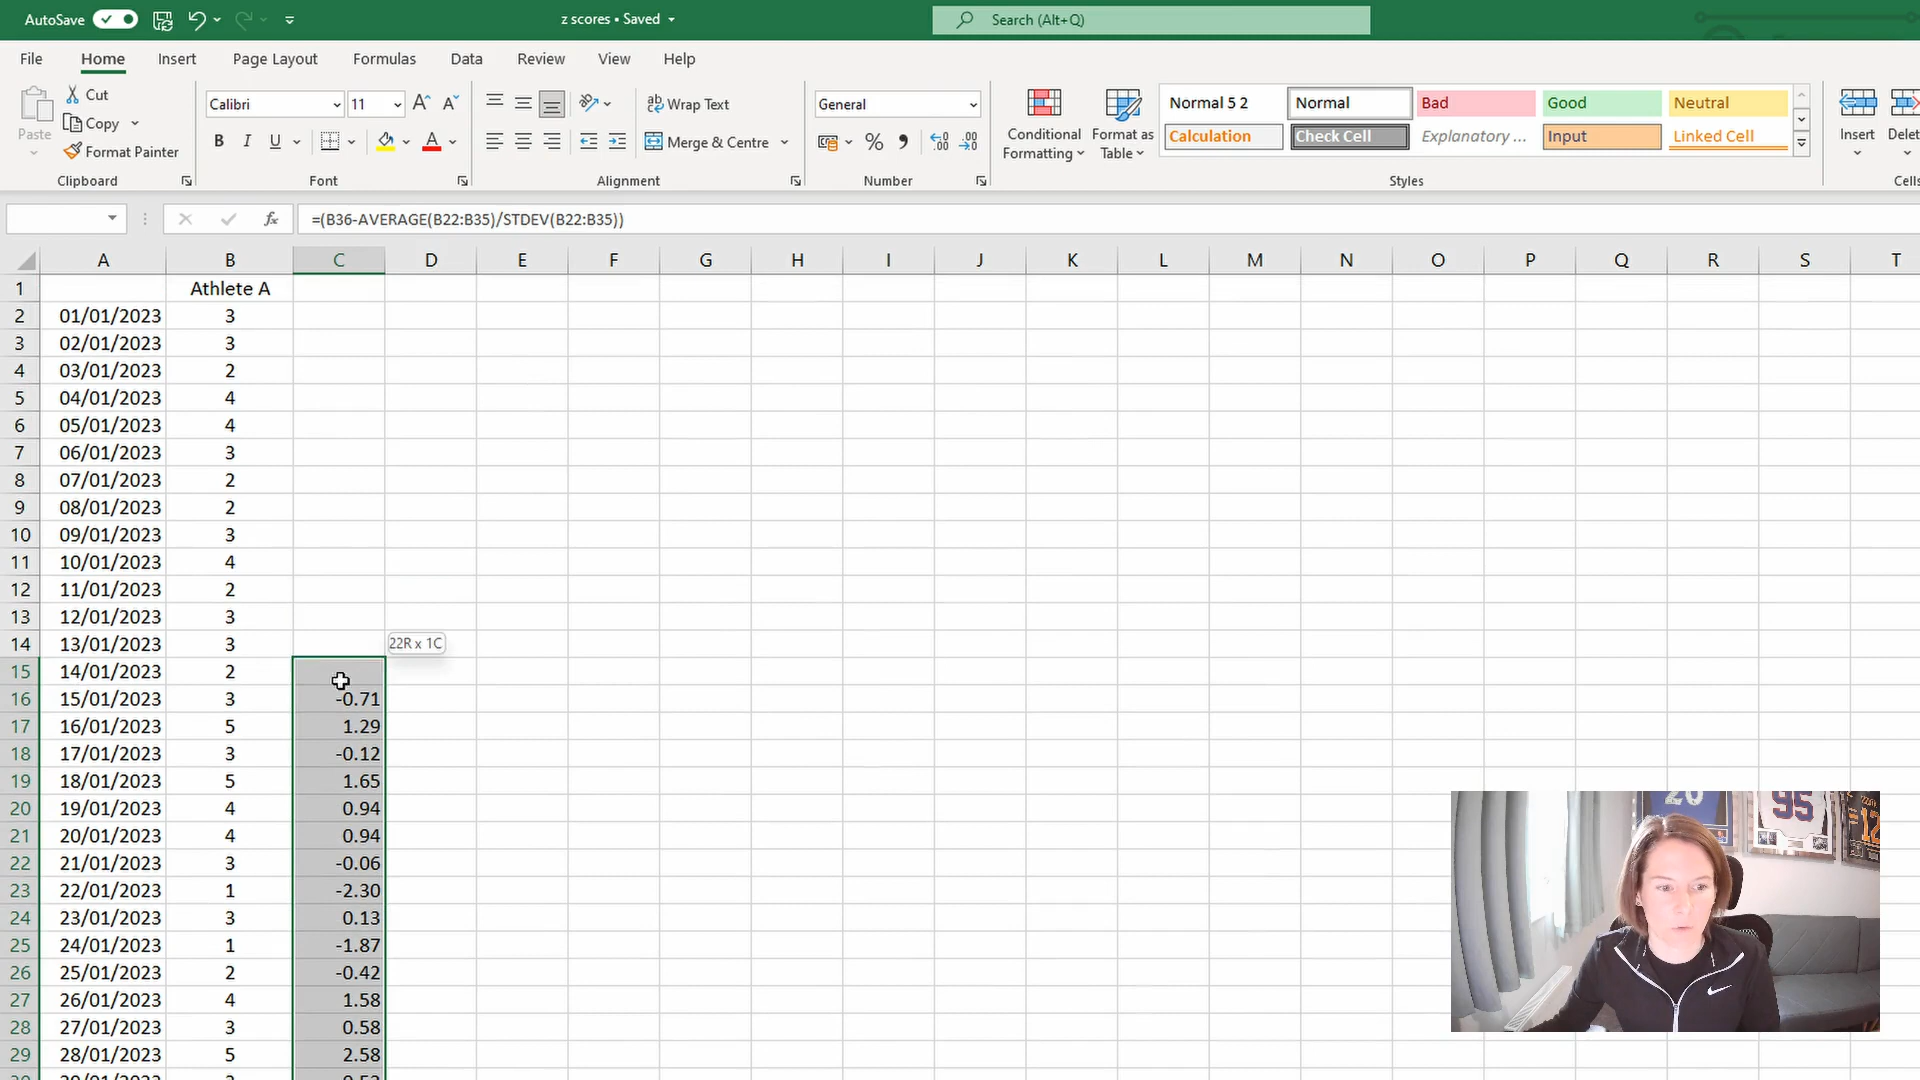 AutoSave
z scores • Saved
Search (Alt+Q)
File Home Insert Page Layout Formulas Data Review View Help
Paste
Cut
Copy
Format Painter
Clipboard
Calibri 11
B I U
Font
Wrap Text
Merge & Centre
Alignment
General
Number
Conditional Formatting
Format as Table
Normal 5 2 Normal Bad Good Neutral
Calculation Check Cell Explanatory ... Input Linked Cell
Styles
Insert
Delet
Cells
=(B36-AVERAGE(B22:B35)/STDEV(B22:B35))
A B C D E F G H I J K L M N O P Q R S T
1 Athlete A
2 01/01/2023 3
3 02/01/2023 3
4 03/01/2023 2
5 04/01/2023 4
6 05/01/2023 4
7 06/01/2023 3
8 07/01/2023 2
9 08/01/2023 2
10 09/01/2023 3
11 10/01/2023 4
12 11/01/2023 2
13 12/01/2023 3
14 13/01/2023 3 22R x 1C
15 14/01/2023 2
16 15/01/2023 3 -0.71
17 16/01/2023 5 1.29
18 17/01/2023 3 -0.12
19 18/01/2023 5 1.65
20 19/01/2023 4 0.94
21 20/01/2023 4 0.94
22 21/01/2023 3 -0.06
23 22/01/2023 1 -2.30
24 23/01/2023 3 0.13
25 24/01/2023 1 -1.87
26 25/01/2023 2 -0.42
27 26/01/2023 4 1.58
28 27/01/2023 3 0.58
29 28/01/2023 5 2.58
20
95